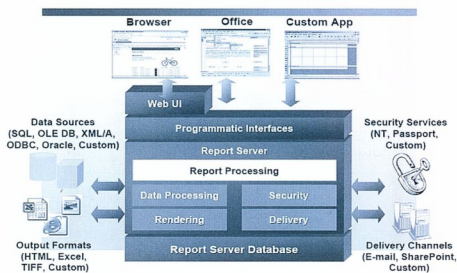 Browser
Office
Custom App
Web UI
Programmatic Interfaces
Report Server
Report Processing
Data Processing
Security
Rendering
Delivery
Report Server Database
Data Sources
(SQL, OLE DB, XML/A,
ODBC, Oracle, Custom)
Output Formats
(HTML, Excel,
TIFF, Custom)
Security Services
(NT, Passport,
Custom)
Delivery Channels
(E-mail, SharePoint,
Custom)